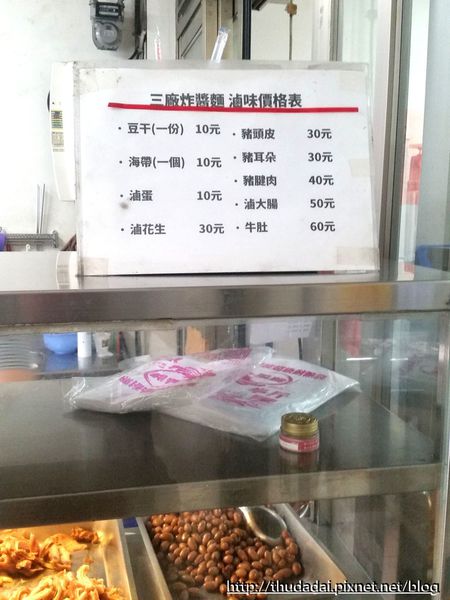 三廠炸醬麵 滷味價格表
·豆干(一份) 10元
·海帶(一個) 10元
·滷蛋 10元
·滷花生 30元
·豬頭皮 30元
·豬耳朵 30元
·豬腱肉 40元
·滷大腸 50元
·牛肚 60元
http://thudadai.pixnet.net/blog